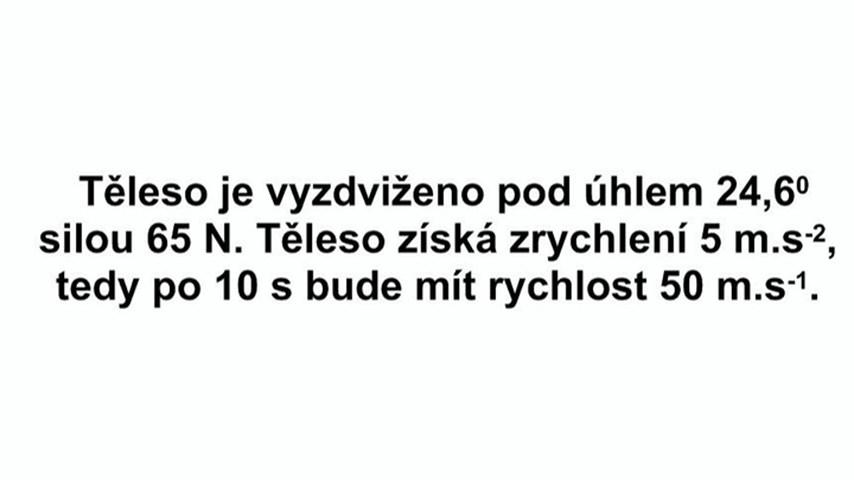 Těleso je vyzdviženo pod úhlem 24,6⁰
silou 65 N. Těleso získá zrychlení 5 m.s⁻²,
tedy po 10 s bude mít rychlost 50 m.s⁻¹.